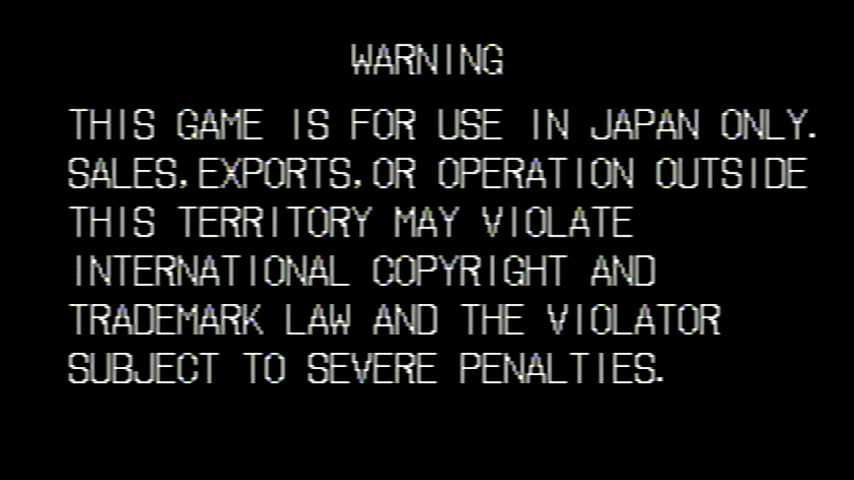 WARNING
THIS GAME IS FOR USE IN JAPAN ONLY.
SALES,EXPORTS,OR OPERATION OUTSIDE
THIS TERRITORY MAY VIOLATE
INTERNATIONAL COPYRIGHT AND
TRADEMARK LAW AND THE VIOLATOR
SUBJECT TO SEVERE PENALTIES.